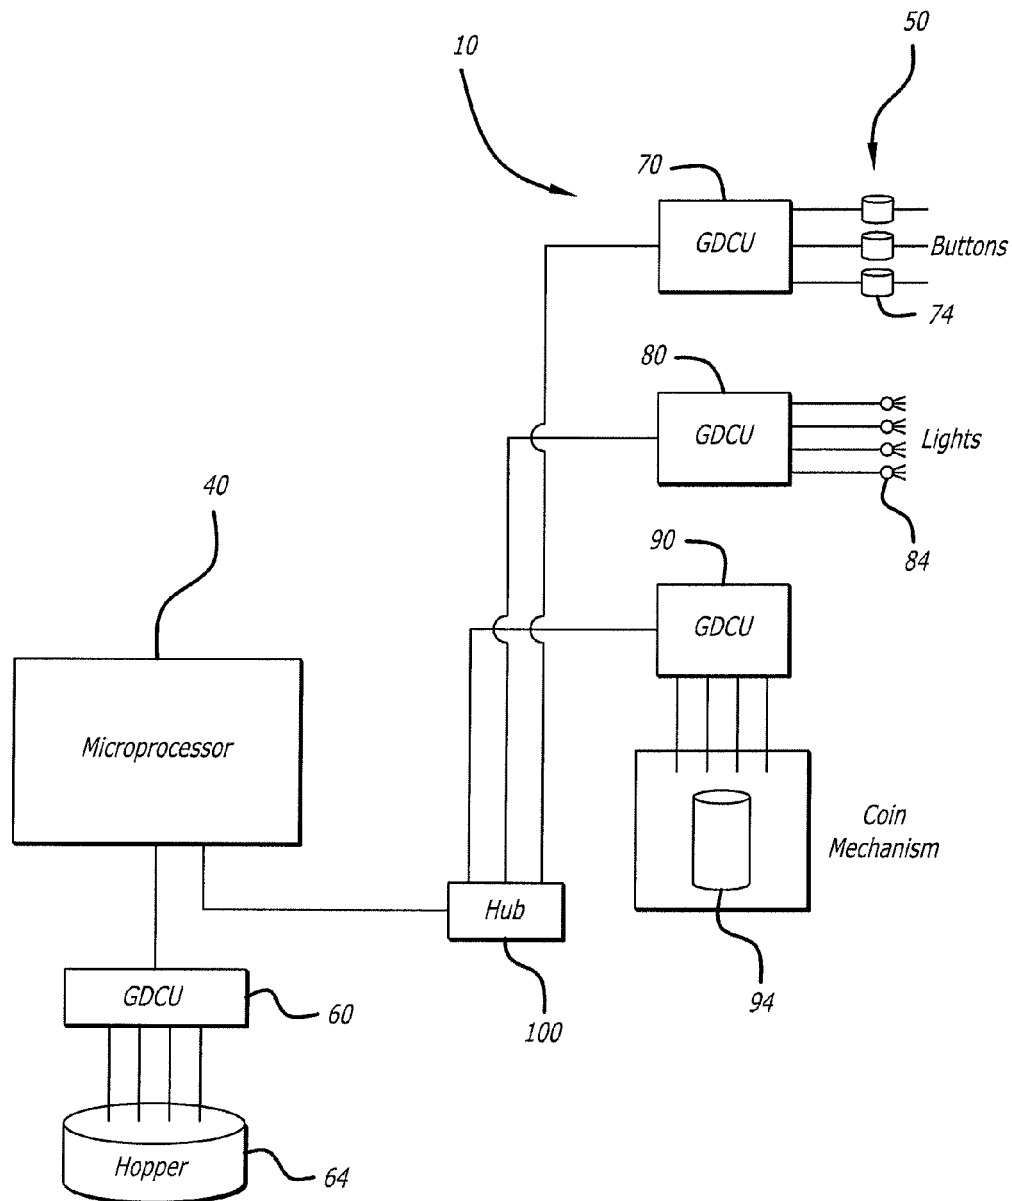 50
10
70
GDCU
Buttons
74
80
GDCU
Lights
84
40
90
GDCU
Microprocessor
Coin
Mechanism
Hub
94
100
GDCU
60
Hopper
64